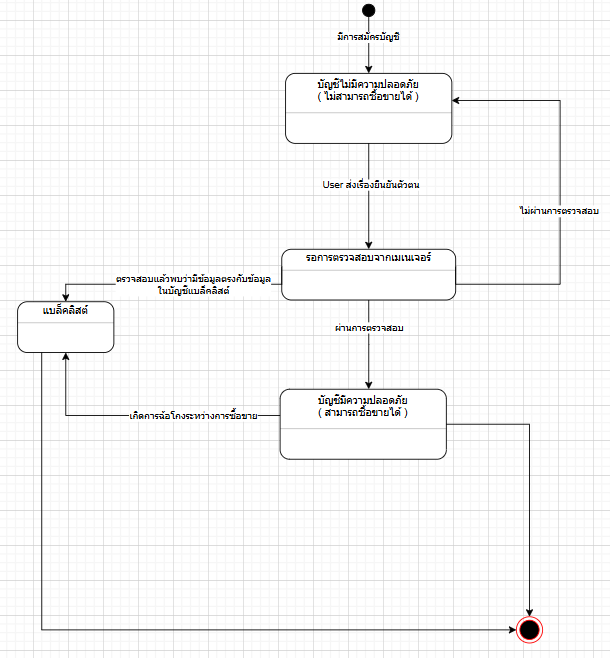 มีการสมัครบัญชี
บัญชีไม่มีความปลอดภัย
( ไม่สามารถซื้อขายได้ )
User ส่งเรื่องยืนยันตัวตน
ไม่ผ่านการตรวจสอบ
รอการตรวจสอบจากเมเนเจอร์
ตรวจสอบแล้วพบว่ามีข้อมูลตรงกับข้อมูล
ในบัญชีแบล็คลิสต์
แบล็คลิสต์
ผ่านการตรวจสอบ
บัญชีมีความปลอดภัย
( สามารถซื้อขายได้ )
เกิดการฉ้อโกงระหว่างการซื้อขาย